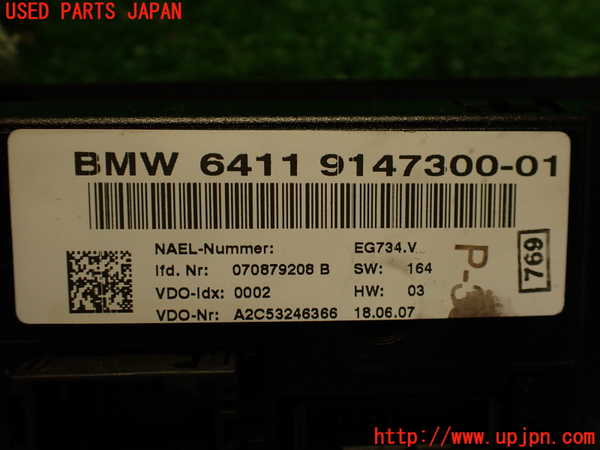 USED PARTS JAPAN
BMW 6411 9147300-01
NAEL-Nummer: EG734.V
lfd. Nr: 070879208 B SW: 164
VDO-Idx: 0002 HW: 03
VDO-Nr: A2C53246366 18.06.07
769
http://www.upjpn.com/